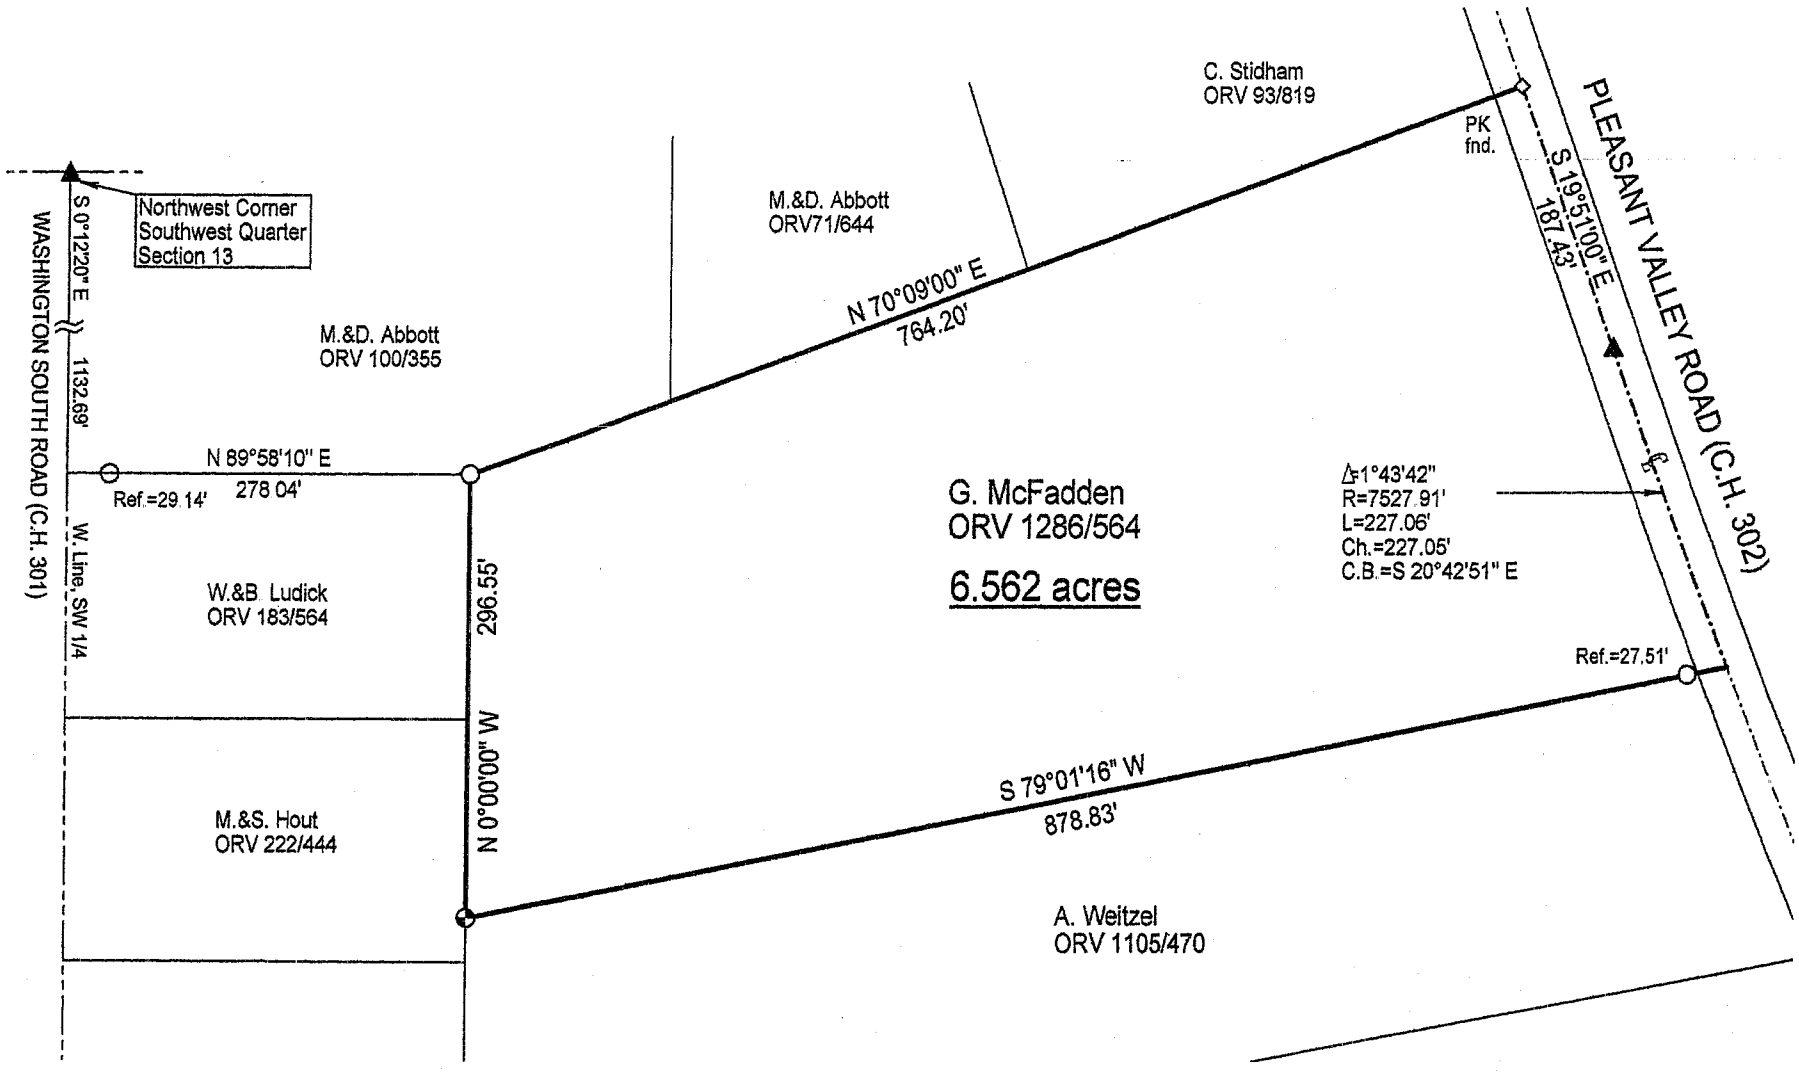 C. Stidham
ORV 93/819
PLEASANT VALLEY ROAD (C.H. 302)
PK
fnd.
S 19°51'00" E
187.43'
Northwest Corner
Southwest Quarter
Section 13
M.&D. Abbott
ORV71/644
S 0°12'20" E 1132.69'
WASHINGTON SOUTH ROAD (C.H. 301)
N 70°09'00" E
764.20'
M.&D. Abbott
ORV 100/355
N 89°58'10" E
278 04'
Ref.=29.14'
W. Line, SW 1/4
G. McFadden
ORV 1286/564
6.562 acres
Δ=1°43'42"
R=7527.91'
L=227.06'
Ch.=227.05'
C.B.=S 20°42'51" E
W.&B. Ludick
ORV 183/564
N 0°00'00" W 296.55'
Ref.=27.51'
M.&S. Hout
ORV 222/444
S 79°01'16" W
878.83'
A. Weitzel
ORV 1105/470